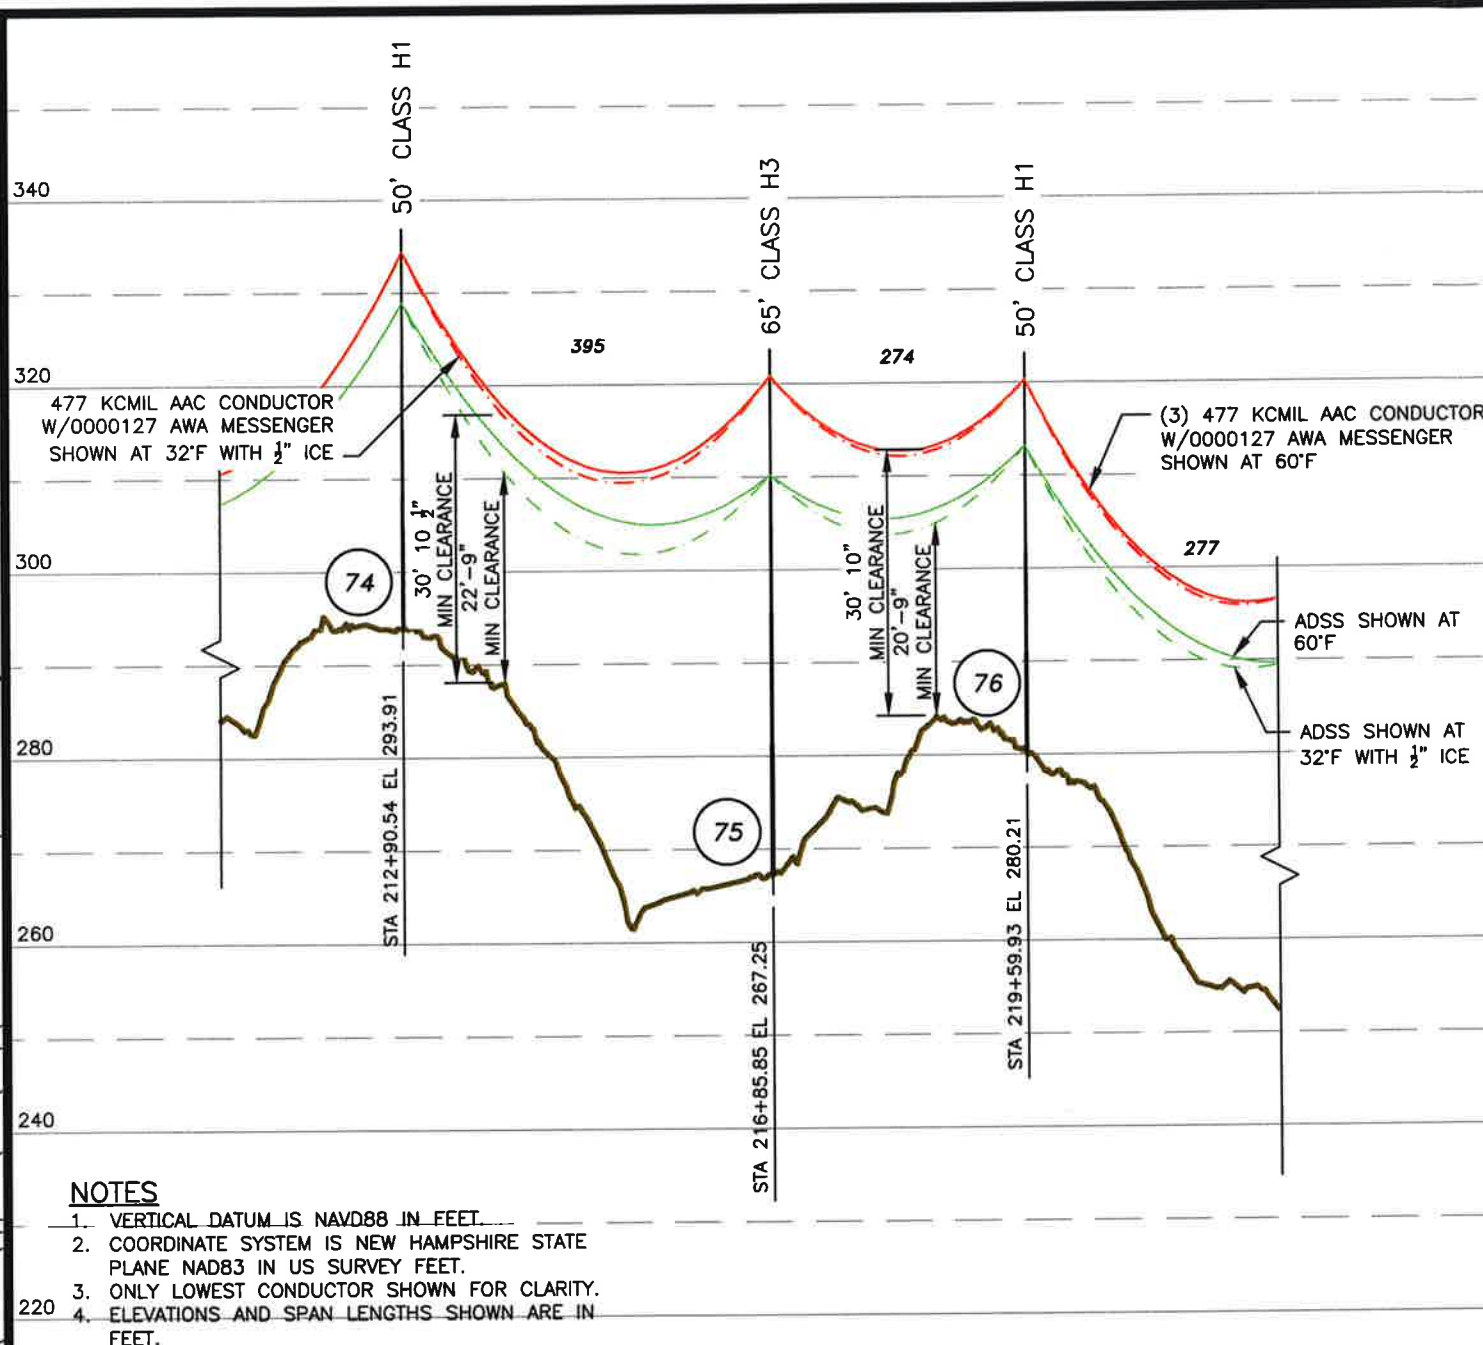 50' CLASS H1
65' CLASS H3
50' CLASS H1
340
320
300
280
260
240
220
395
274
277
477 KCMIL AAC CONDUCTOR
W/0000127 AWA MESSENGER
SHOWN AT 32°F WITH ½" ICE
(3) 477 KCMIL AAC CONDUCTOR
W/0000127 AWA MESSENGER
SHOWN AT 60°F
30' 10 ½"
MIN CLEARANCE
22'-9"
MIN CLEARANCE
30' 10"
MIN CLEARANCE
20'-9"
MIN CLEARANCE
74
75
76
ADSS SHOWN AT
60°F
ADSS SHOWN AT
32°F WITH ½" ICE
STA 212+90.54 EL 293.91
STA 216+85.85 EL 267.25
STA 219+59.93 EL 280.21
NOTES
1. VERTICAL DATUM IS NAVD88 IN FEET.
2. COORDINATE SYSTEM IS NEW HAMPSHIRE STATE
PLANE NAD83 IN US SURVEY FEET.
3. ONLY LOWEST CONDUCTOR SHOWN FOR CLARITY.
4. ELEVATIONS AND SPAN LENGTHS SHOWN ARE IN
FEET.